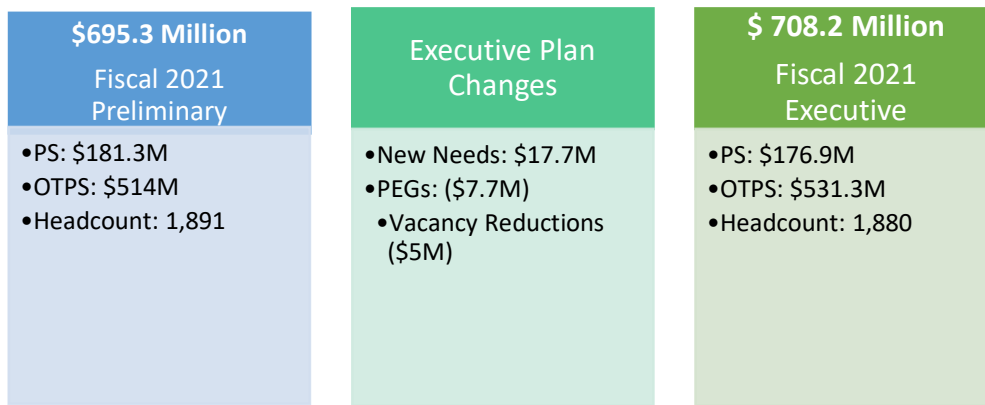 $695.3 Million
Fiscal 2021
Preliminary
•PS: $181.3M
•OTPS: $514M
•Headcount: 1,891
Executive Plan
Changes
•New Needs: $17.7M
•PEGs: ($7.7M)
•Vacancy Reductions
($5M)
$ 708.2 Million
Fiscal 2021
Executive
•PS: $176.9M
•OTPS: $531.3M
•Headcount: 1,880